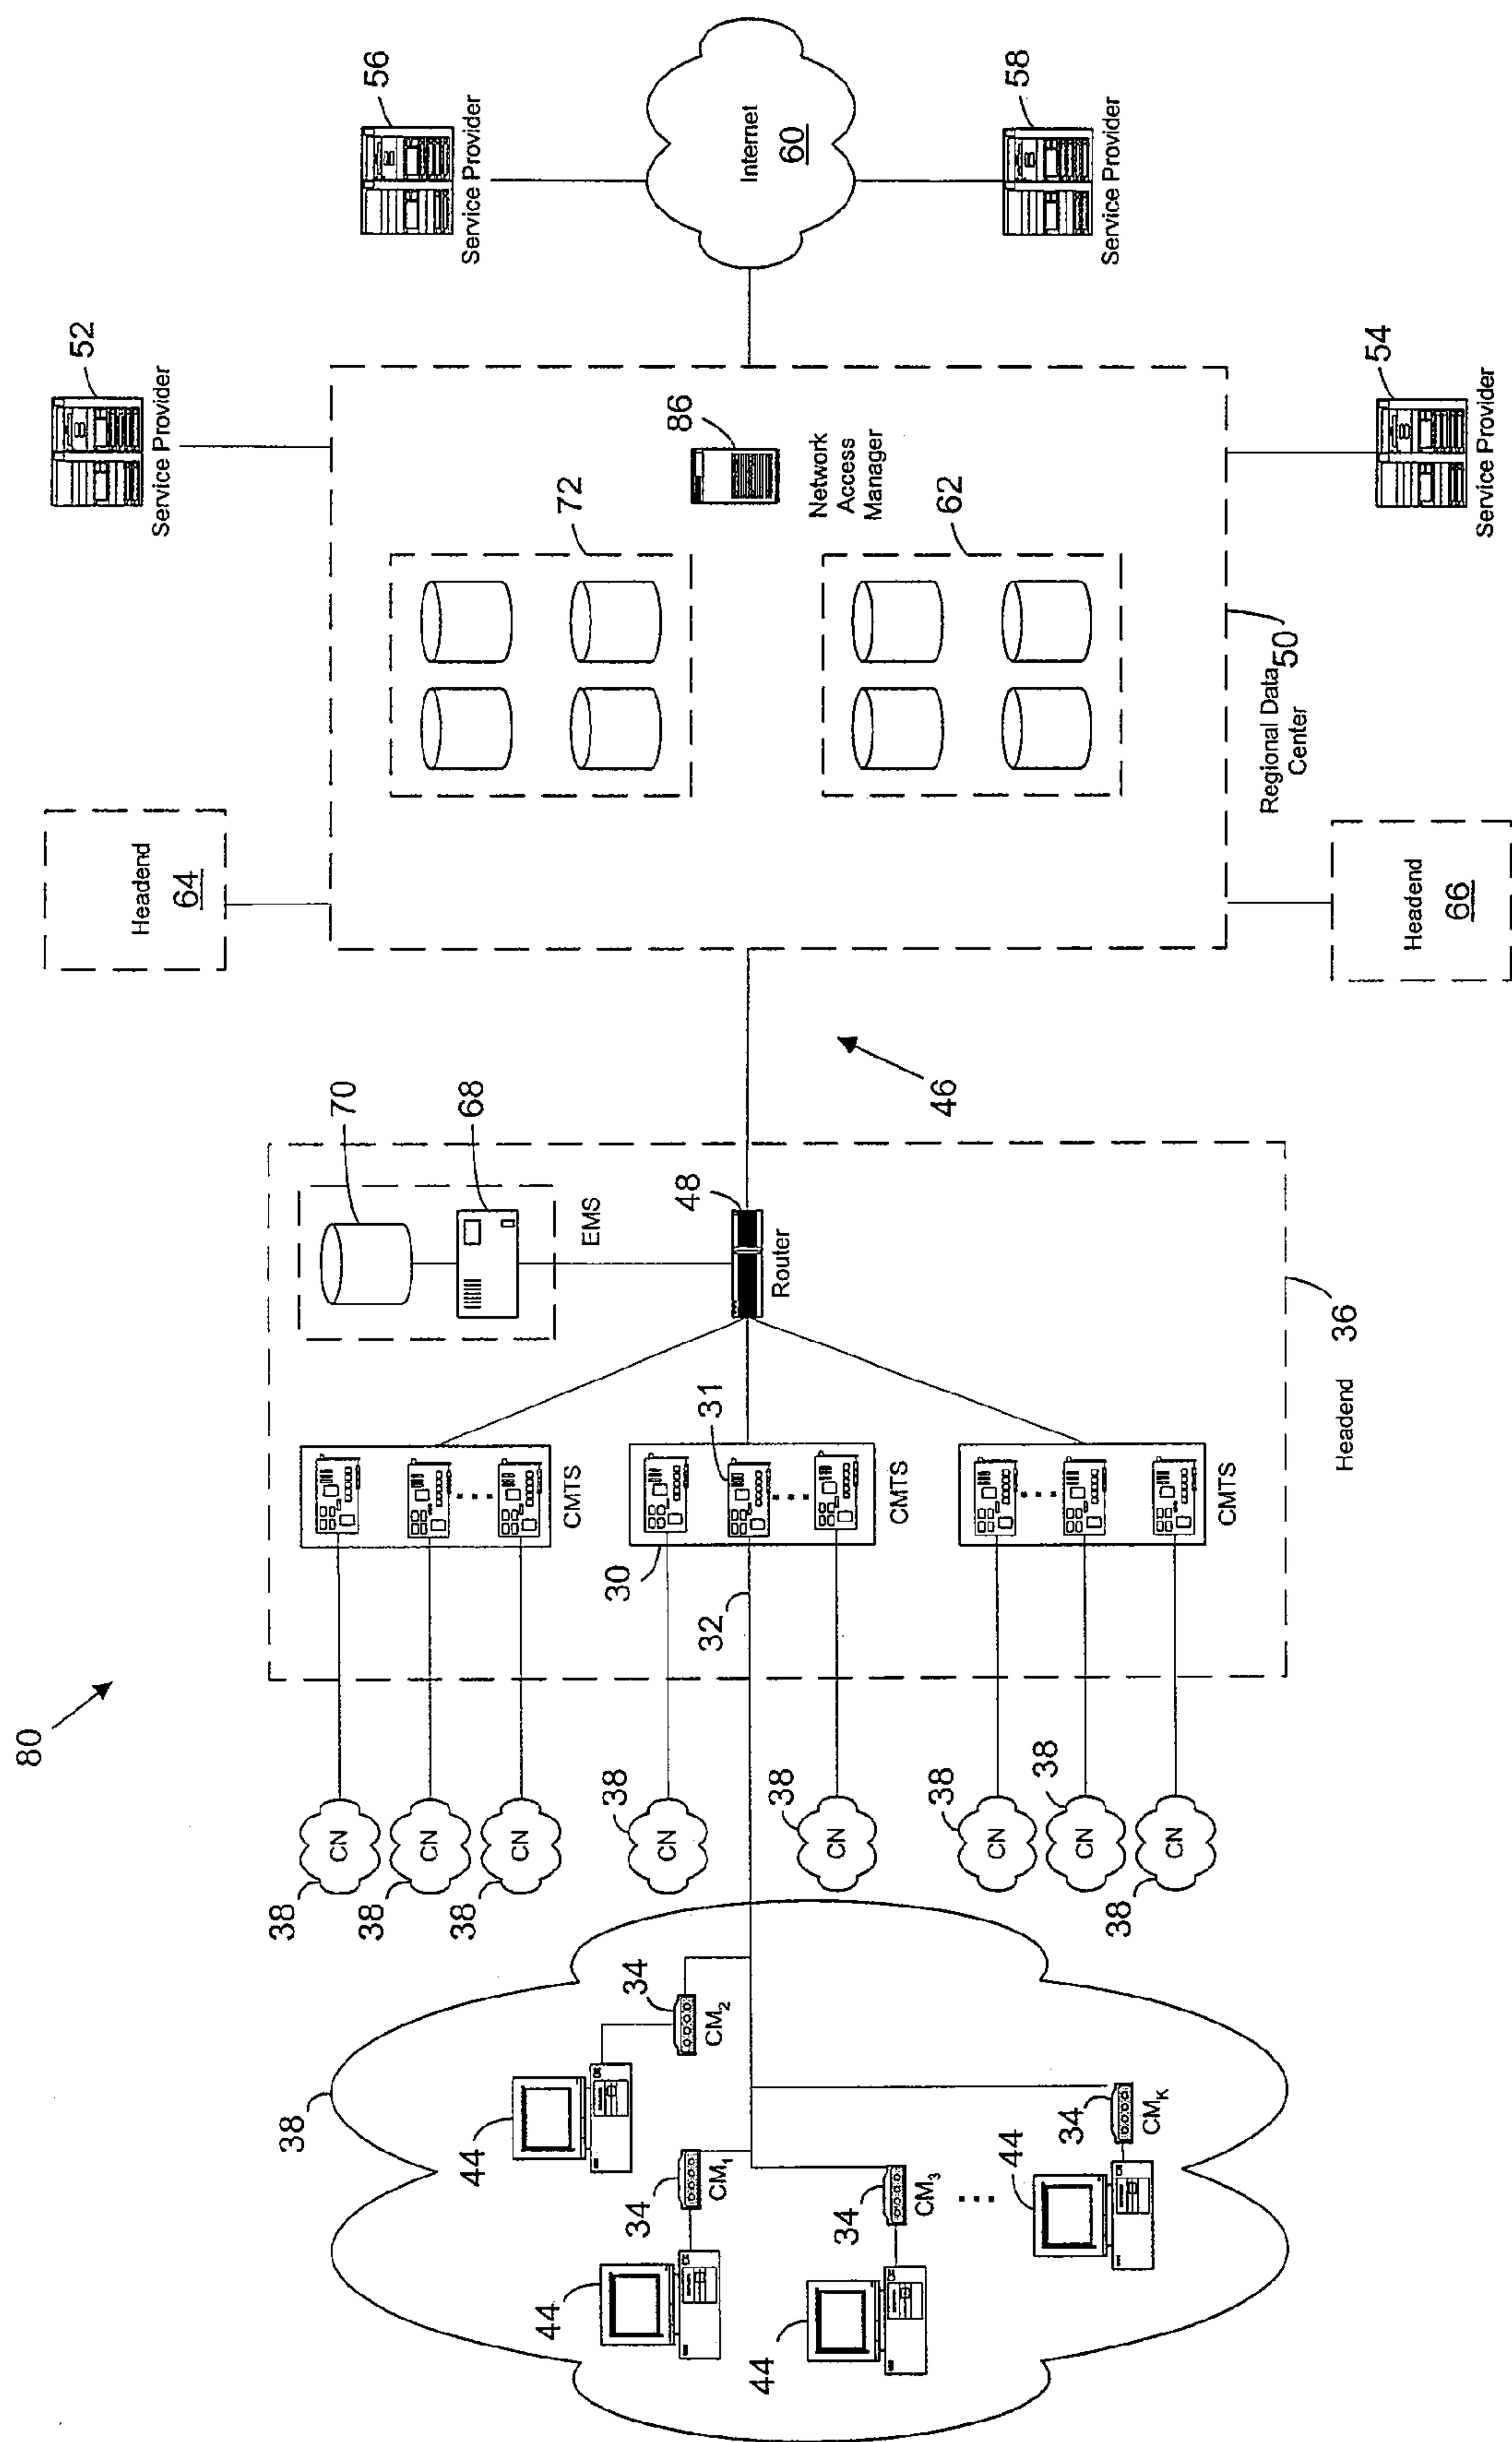 80
38
44
34
CM2
44
34
CM1
44
34
CM3
44
34
CMK
38
CN
38
CN
38
CN
38
CN
38
CN
38
CN
38
CN
38
CN
32
30
31
CMTS
CMTS
CMTS
70
68
EMS
48
Router
Headend 36
46
Headend
64
Headend
66
72
62
86
Network
Access
Manager
Regional Data
Center
50
52
Service Provider
54
Service Provider
56
Service Provider
58
Service Provider
Internet
60